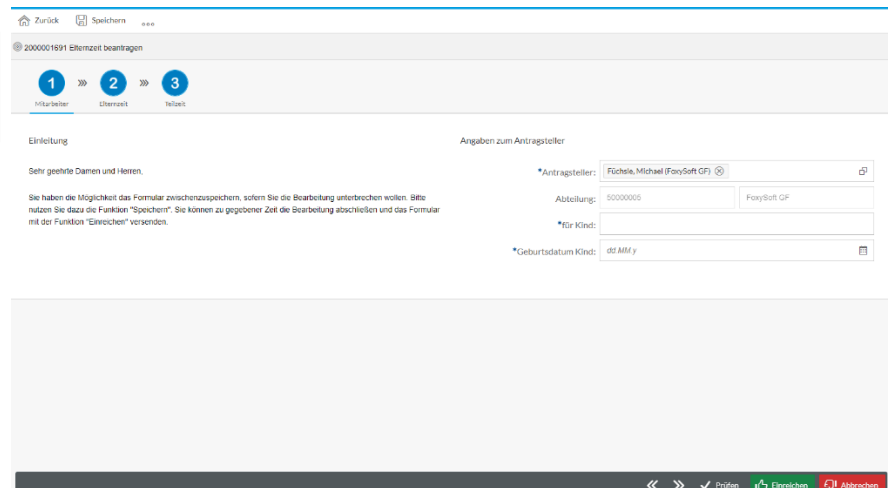 Zurück Speichern
2000001691 Elternzeit beantragen
1 2 3
Mitarbeiter Elternzeit Teilzeit
Einleitung
Sehr geehrte Damen und Herren,
Sie haben die Möglichkeit das Formular zwischenzuspeichern, sofern Sie die Bearbeitung unterbrechen wollen. Bitte
nutzen Sie dazu die Funktion "Speichern". Sie können zu gegebener Zeit die Bearbeitung abschließen und das Formular
mit der Funktion "Einreichen" versenden.
Angaben zum Antragsteller
*Antragsteller: Füchsle, Michael (FoxySoft GF)
Abteilung: 50000005 FoxySoft GF
*für Kind:
*Geburtsdatum Kind: dd.MM.y
Prüfen Einreichen Abbrechen